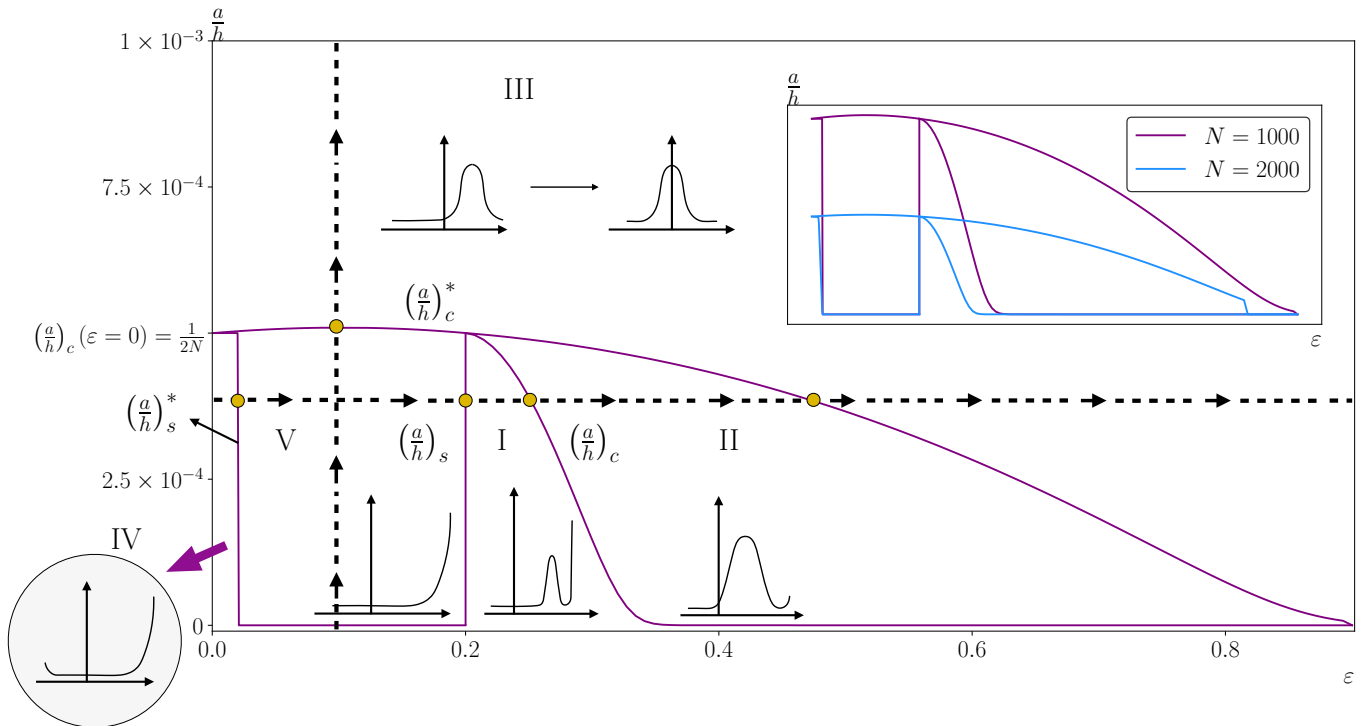 a/h
1 × 10⁻³
III
a/h
N = 1000
N = 2000
7.5 × 10⁻⁴
ε
(a/h)*_c
(a/h)_c (ε = 0) = 1/2N
(a/h)*_s
V
(a/h)_s
I
(a/h)_c
II
2.5 × 10⁻⁴
IV
0
0.0
0.2
0.4
0.6
0.8
ε